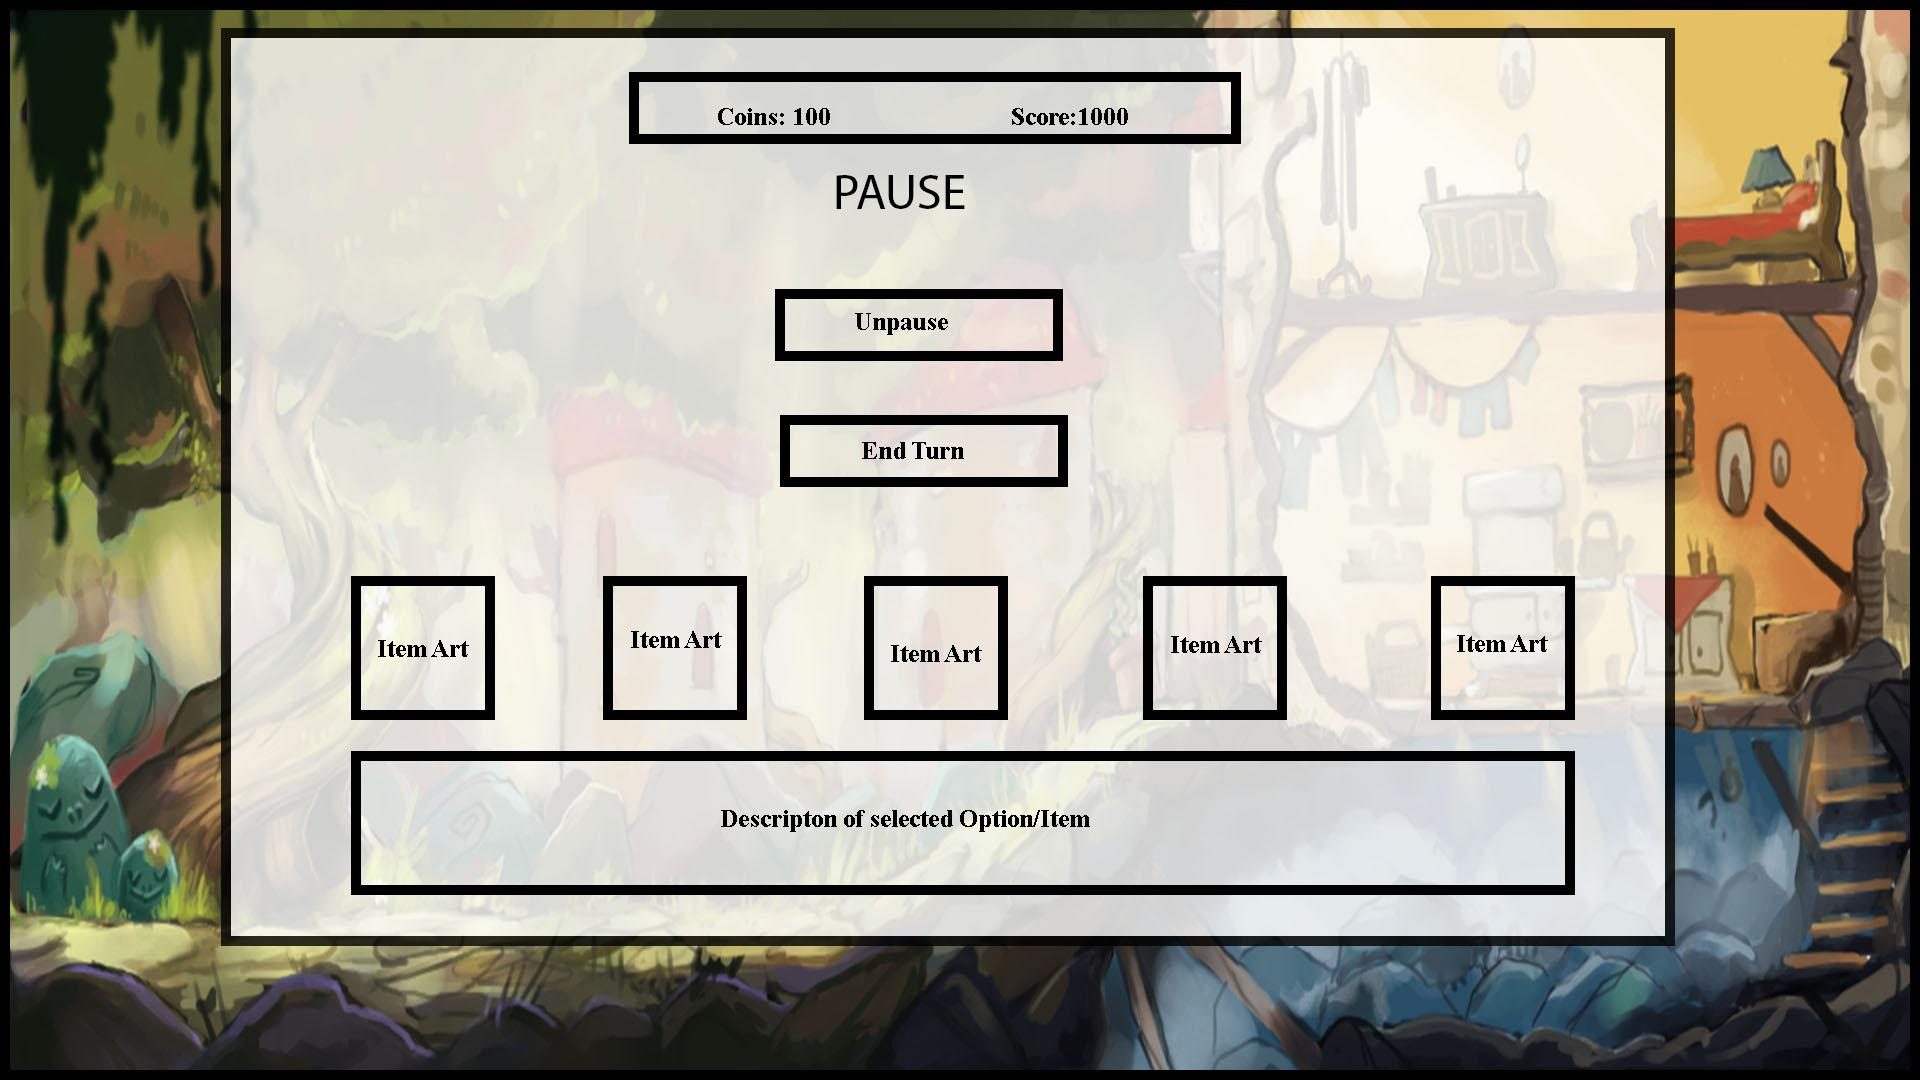 Coins: 100 Score:1000
PAUSE
Unpause
End Turn
Item Art Item Art Item Art Item Art Item Art
Descripton of selected Option/Item